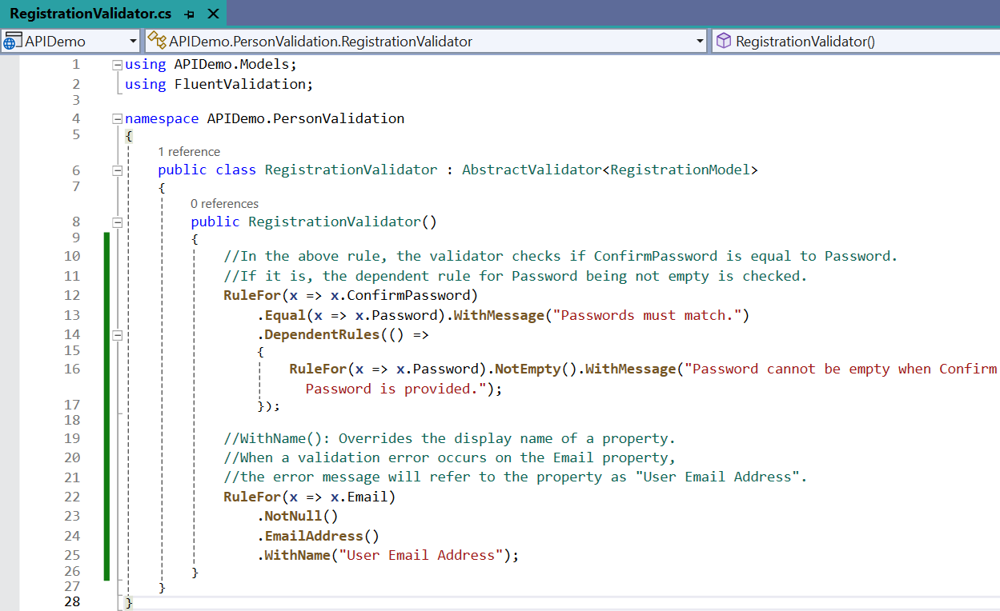 RegistrationValidator.cs
APIDemo APIDemo.PersonValidation.RegistrationValidator RegistrationValidator()
1 using APIDemo.Models;
2 using FluentValidation;
3
4 namespace APIDemo.PersonValidation
5 {
1 reference
6 public class RegistrationValidator : AbstractValidator<RegistrationModel>
7 {
0 references
8 public RegistrationValidator()
9 {
10 //In the above rule, the validator checks if ConfirmPassword is equal to Password.
11 //If it is, the dependent rule for Password being not empty is checked.
12 RuleFor(x => x.ConfirmPassword)
13 .Equal(x => x.Password).WithMessage("Passwords must match.")
14 .DependentRules(() =>
15 {
16 RuleFor(x => x.Password).NotEmpty().WithMessage("Password cannot be empty when Confirm
Password is provided.");
17 });
18
19 //WithName(): Overrides the display name of a property.
20 //When a validation error occurs on the Email property,
21 //the error message will refer to the property as "User Email Address".
22 RuleFor(x => x.Email)
23 .NotNull()
24 .EmailAddress()
25 .WithName("User Email Address");
26 }
27 }
28 }